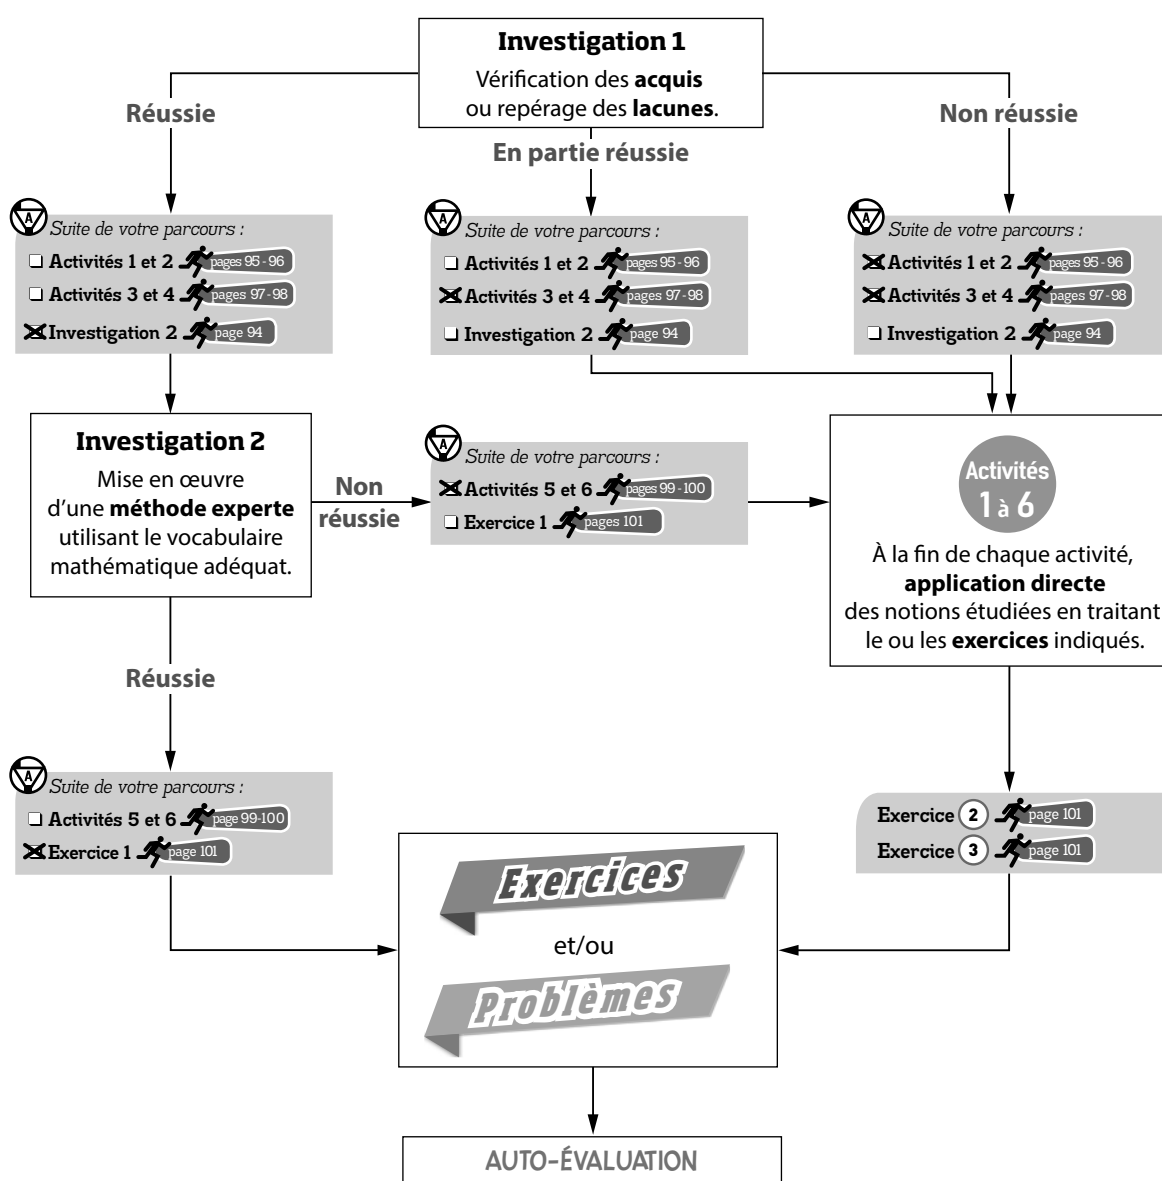 Investigation 1
Vérification des acquis
ou repérage des lacunes.
Réussie
En partie réussie
Non réussie
A
Suite de votre parcours :
Activités 1 et 2 pages 95-96
Activités 3 et 4 pages 97-98
Investigation 2 page 94
A
Suite de votre parcours :
Activités 1 et 2 pages 95-96
Activités 3 et 4 pages 97-98
Investigation 2 page 94
A
Suite de votre parcours :
Activités 1 et 2 pages 95-96
Activités 3 et 4 pages 97-98
Investigation 2 page 94
Investigation 2
Mise en œuvre
d'une méthode experte
utilisant le vocabulaire
mathématique adéquat.
Non
réussie
A
Suite de votre parcours :
Activités 5 et 6 pages 99-100
Exercice 1 pages 101
Activités
1 à 6
À la fin de chaque activité,
application directe
des notions étudiées en traitant
le ou les exercices indiqués.
Réussie
A
Suite de votre parcours :
Activités 5 et 6 page 99-100
Exercice 1 page 101
Exercice 2 page 101
Exercice 3 page 101
Exercices
et/ou
Problèmes
AUTO-ÉVALUATION